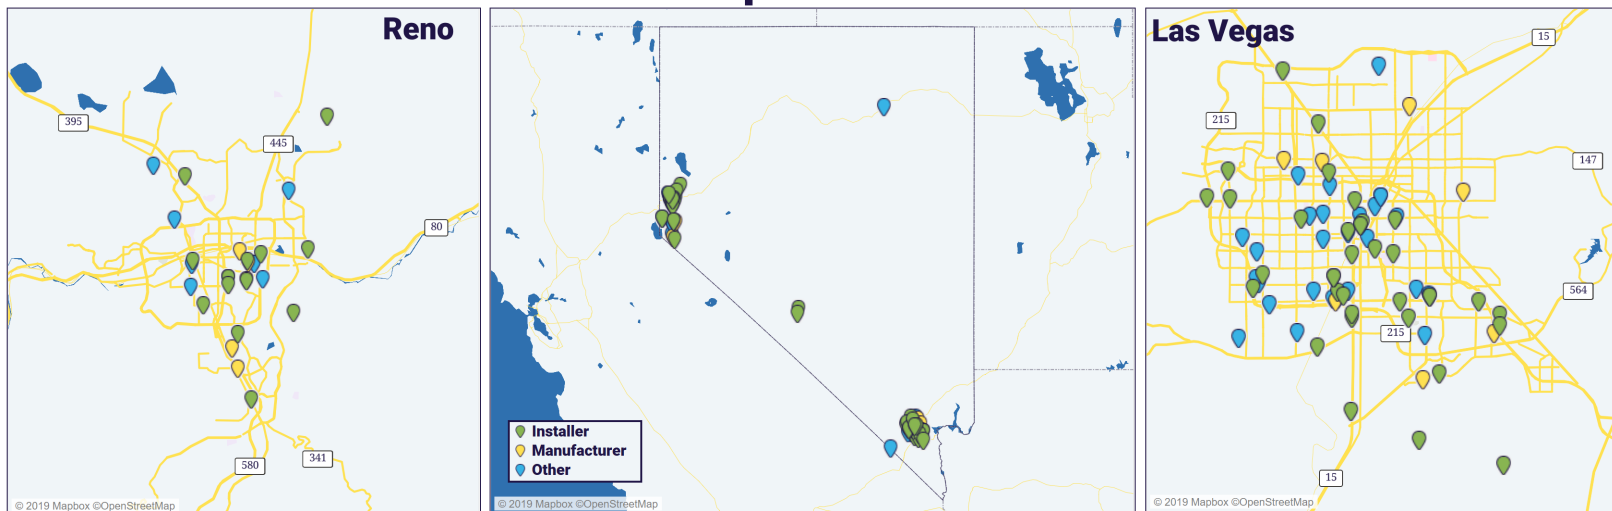 Reno
395
445
80
580
341
© 2019 Mapbox ©OpenStreetMap
Installer
Manufacturer
Other
© 2019 Mapbox ©OpenStreetMap
Las Vegas
15
215
147
564
215
15
© 2019 Mapbox ©OpenStreetMap